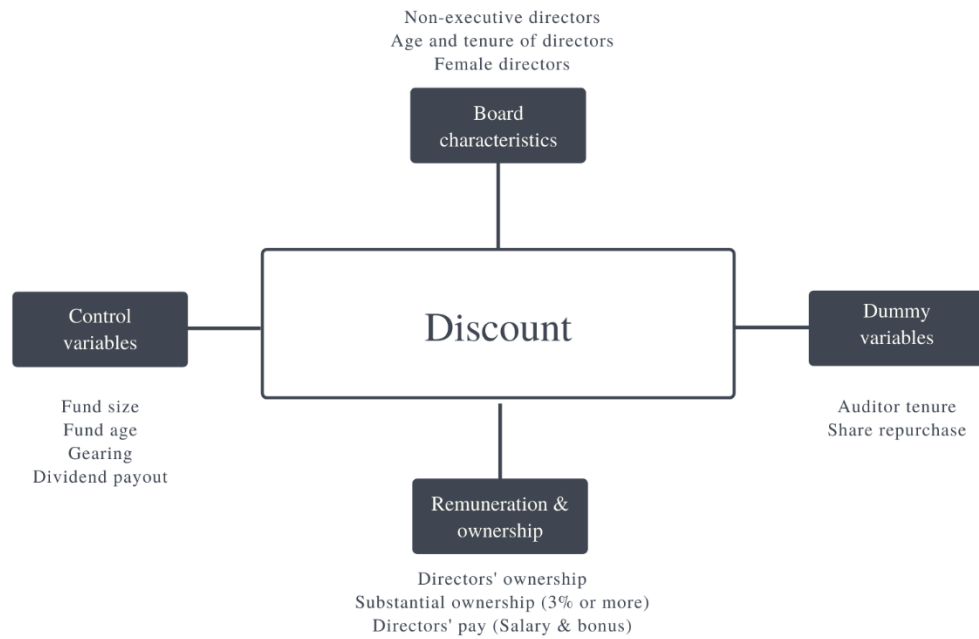 Non-executive directors
Age and tenure of directors
Female directors
Board
characteristics
Control
variables
Fund size
Fund age
Gearing
Dividend payout
Discount
Dummy
variables
Auditor tenure
Share repurchase
Remuneration &
ownership
Directors' ownership
Substantial ownership (3% or more)
Directors' pay (Salary & bonus)